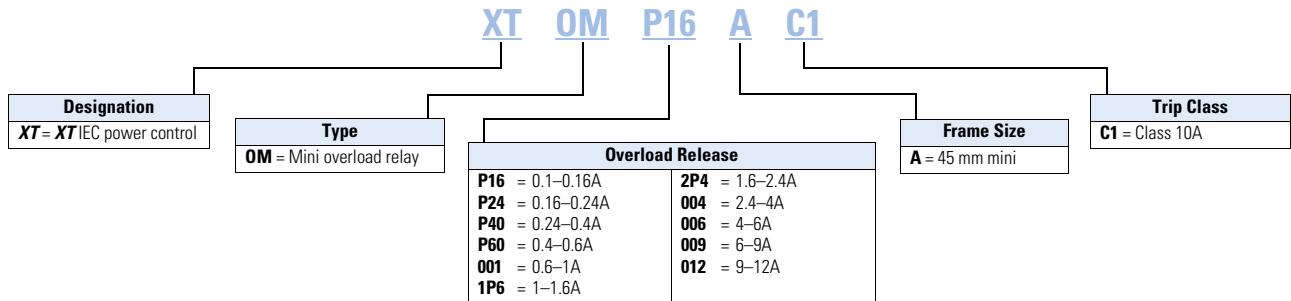 XT OM P16 A C1
Designation
XT = XT IEC power control
Type
OM = Mini overload relay
Overload Release
P16 = 0.1–0.16A
P24 = 0.16–0.24A
P40 = 0.24–0.4A
P60 = 0.4–0.6A
001 = 0.6–1A
1P6 = 1–1.6A
2P4 = 1.6–2.4A
004 = 2.4–4A
006 = 4–6A
009 = 6–9A
012 = 9–12A
Frame Size
A = 45 mm mini
Trip Class
C1 = Class 10A